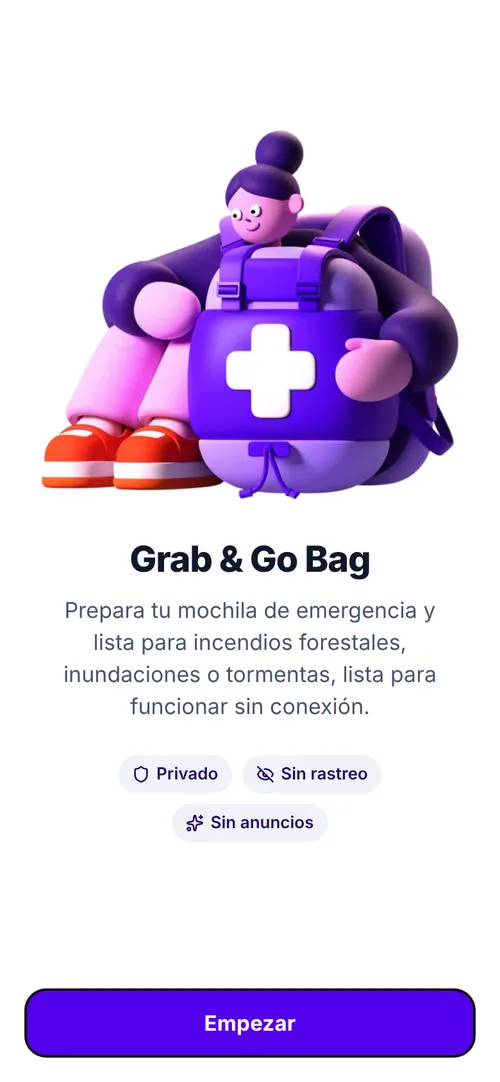 Grab & Go Bag
Prepara tu mochila de emergencia y
lista para incendios forestales,
inundaciones o tormentas, lista para
funcionar sin conexión.
Privado
Sin rastreo
Sin anuncios
Empezar